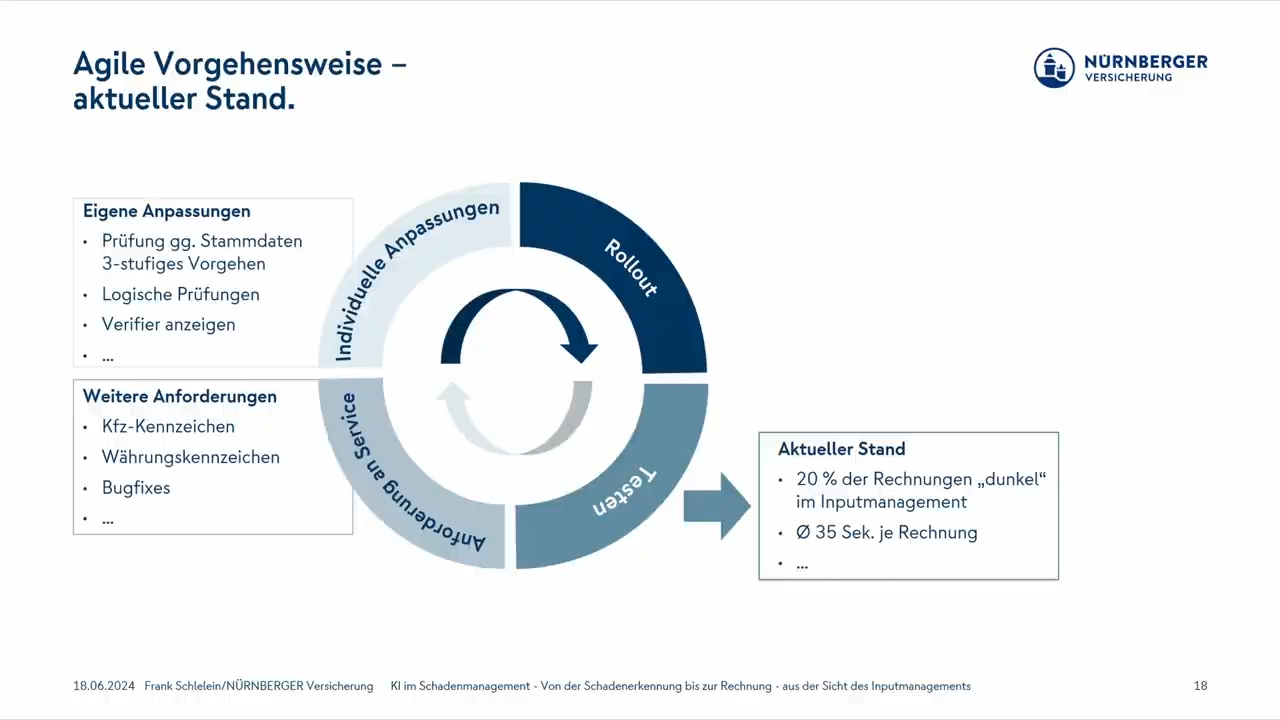 Agile Vorgehensweise –
aktueller Stand.
NÜRNBERGER
VERSICHERUNG
Eigene Anpassungen
• Prüfung gg. Stammdaten
3-stufiges Vorgehen
• Logische Prüfungen
• Verifier anzeigen
• ...
Weitere Anforderungen
• Kfz-Kennzeichen
• Währungskennzeichen
• Bugfixes
• ...
Individuelle Anpassungen
Rollout
Anforderung an Service
Testen
Aktueller Stand
• 20 % der Rechnungen „dunkel“
im Inputmanagement
• Ø 35 Sek. je Rechnung
• ...
18.06.2024 Frank Schlelein/NÜRNBERGER Versicherung KI im Schadenmanagement - Von der Schadenerkennung bis zur Rechnung - aus der Sicht des Inputmanagements 18